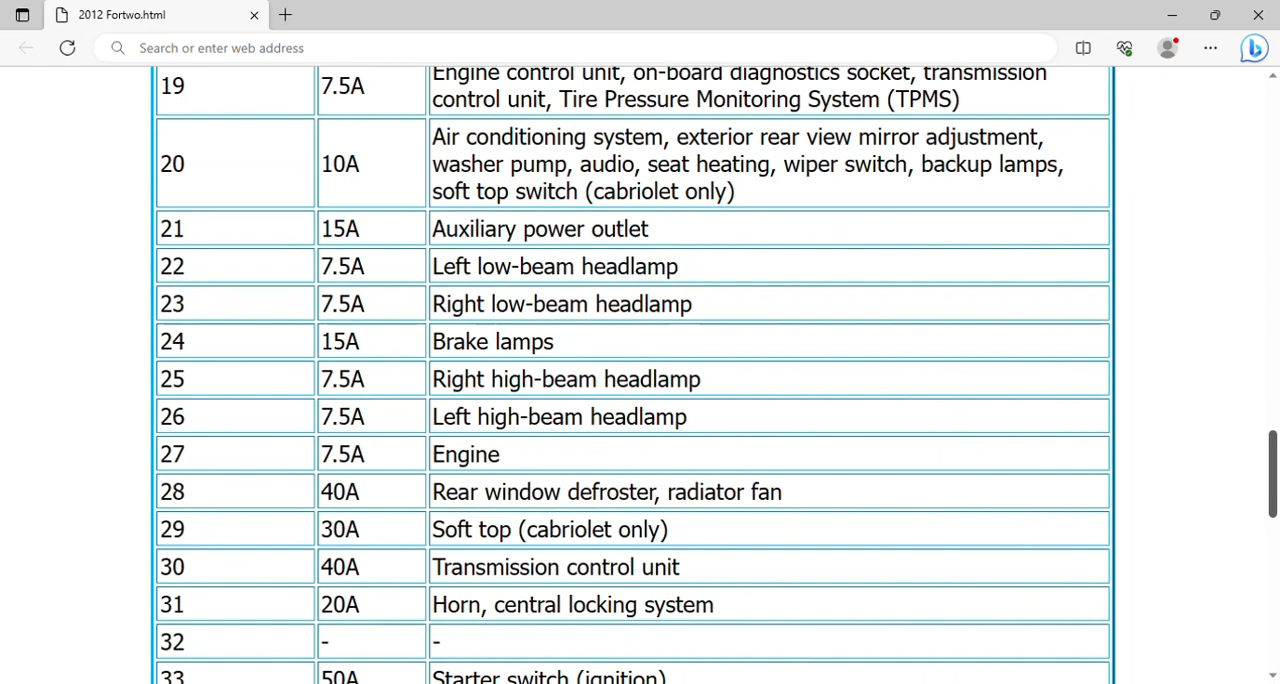 2012 Fortwo.html
Search or enter web address
19 7.5A Engine control unit, on-board diagnostics socket, transmission
control unit, Tire Pressure Monitoring System (TPMS)
20 10A Air conditioning system, exterior rear view mirror adjustment,
washer pump, audio, seat heating, wiper switch, backup lamps,
soft top switch (cabriolet only)
21 15A Auxiliary power outlet
22 7.5A Left low-beam headlamp
23 7.5A Right low-beam headlamp
24 15A Brake lamps
25 7.5A Right high-beam headlamp
26 7.5A Left high-beam headlamp
27 7.5A Engine
28 40A Rear window defroster, radiator fan
29 30A Soft top (cabriolet only)
30 40A Transmission control unit
31 20A Horn, central locking system
32 - -
33 50A Starter switch (ignition)